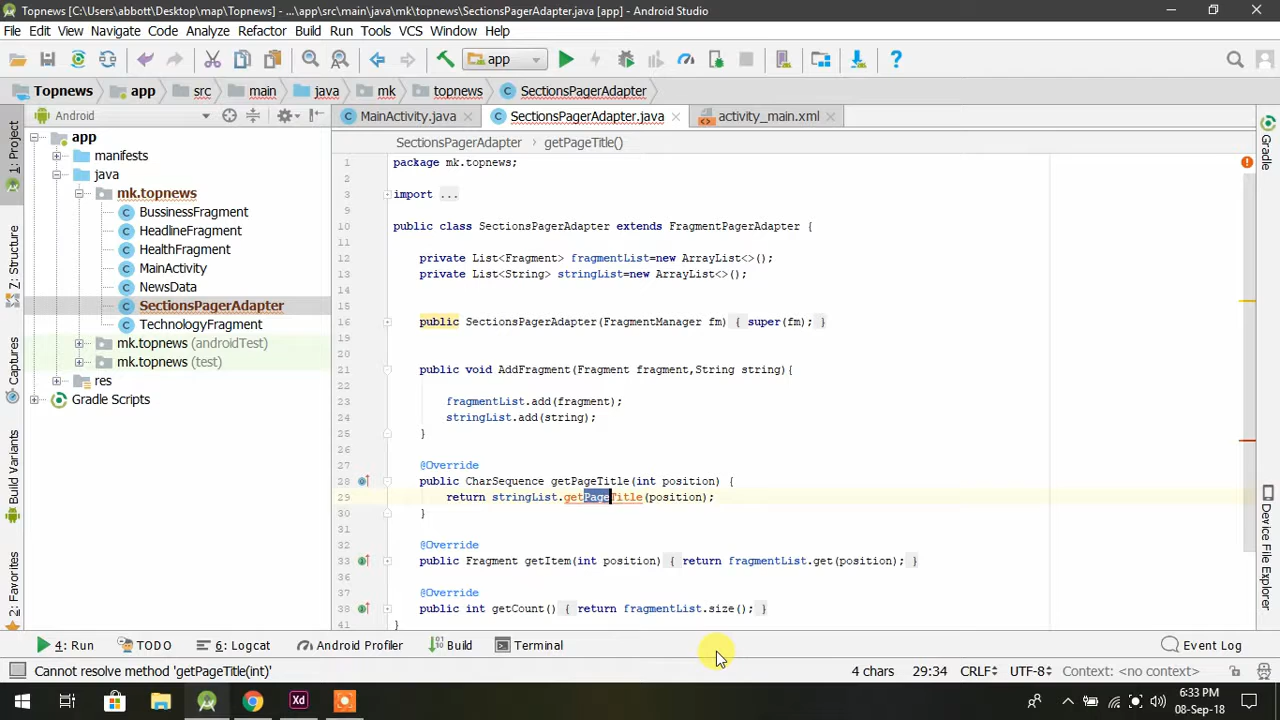 Topnews [C:\Users\abbott\Desktop\map\Topnews] - ...\app\src\main\java\mk\topnews\SectionsPagerAdapter.java [app] - Android Studio
File Edit View Navigate Code Analyze Refactor Build Run Tools VCS Window Help
app
Topnews app src main java mk topnews SectionsPagerAdapter
Android
MainActivity.java SectionsPagerAdapter.java activity_main.xml
SectionsPagerAdapter › getPageTitle()
1: Project
Z: Structure
Captures
Build Variants
2: Favorites
app
manifests
java
mk.topnews
BussinessFragment
HeadlineFragment
HealthFragment
MainActivity
NewsData
SectionsPagerAdapter
TechnologyFragment
mk.topnews (androidTest)
mk.topnews (test)
res
Gradle Scripts
1 package mk.topnews;
2
3 import ...
9
10 public class SectionsPagerAdapter extends FragmentPagerAdapter {
11
12 private List<Fragment> fragmentList=new ArrayList<>();
13 private List<String> stringList=new ArrayList<>();
14
15
16 public SectionsPagerAdapter(FragmentManager fm) { super(fm); }
19
20
21 public void AddFragment(Fragment fragment,String string){
22
23 fragmentList.add(fragment);
24 stringList.add(string);
25 }
26
27 @Override
28 public CharSequence getPageTitle(int position) {
29 return stringList.getPageTitle(position);
30 }
31
32 @Override
33 public Fragment getItem(int position) { return fragmentList.get(position); }
36
37 @Override
38 public int getCount() { return fragmentList.size(); }
41 }
Gradle
Device File Explorer
4: Run TODO 6: Logcat Android Profiler Build Terminal Event Log
Cannot resolve method 'getPageTitle(int)' 4 chars 29:34 CRLF UTF-8 Context: <no context>
Xd
6:33 PM
08-Sep-18